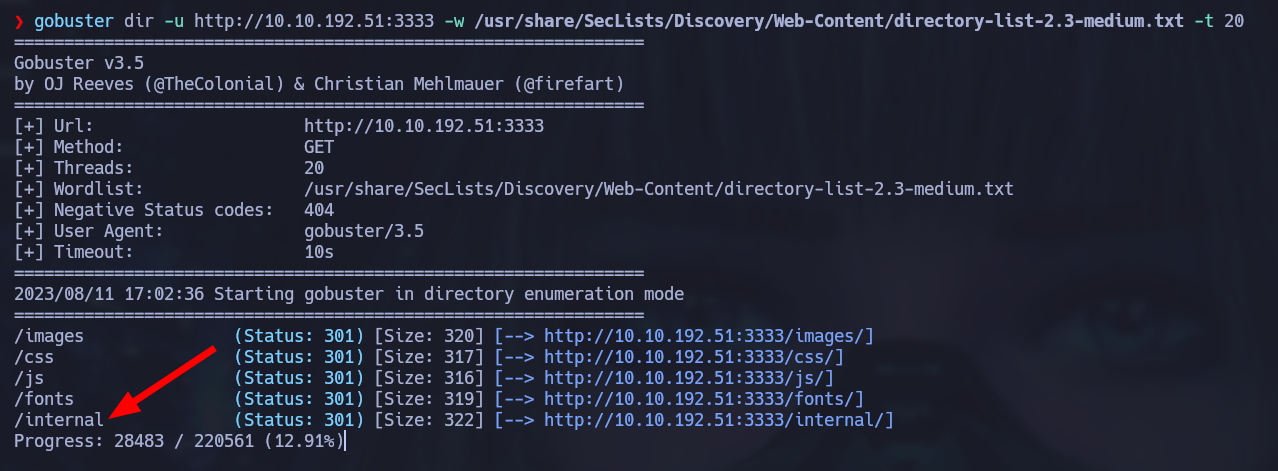 ❯ gobuster dir -u http://10.10.192.51:3333 -w /usr/share/SecLists/Discovery/Web-Content/directory-list-2.3-medium.txt -t 20
===============================================================
Gobuster v3.5
by OJ Reeves (@TheColonial) & Christian Mehlmauer (@firefart)
===============================================================
[+] Url:                     http://10.10.192.51:3333
[+] Method:                  GET
[+] Threads:                 20
[+] Wordlist:                /usr/share/SecLists/Discovery/Web-Content/directory-list-2.3-medium.txt
[+] Negative Status codes:   404
[+] User Agent:              gobuster/3.5
[+] Timeout:                 10s
===============================================================
2023/08/11 17:02:36 Starting gobuster in directory enumeration mode
===============================================================
/images               (Status: 301) [Size: 320] [--> http://10.10.192.51:3333/images/]
/css                  (Status: 301) [Size: 317] [--> http://10.10.192.51:3333/css/]
/js                   (Status: 301) [Size: 316] [--> http://10.10.192.51:3333/js/]
/fonts                (Status: 301) [Size: 319] [--> http://10.10.192.51:3333/fonts/]
/internal             (Status: 301) [Size: 322] [--> http://10.10.192.51:3333/internal/]
Progress: 28483 / 220561 (12.91%)